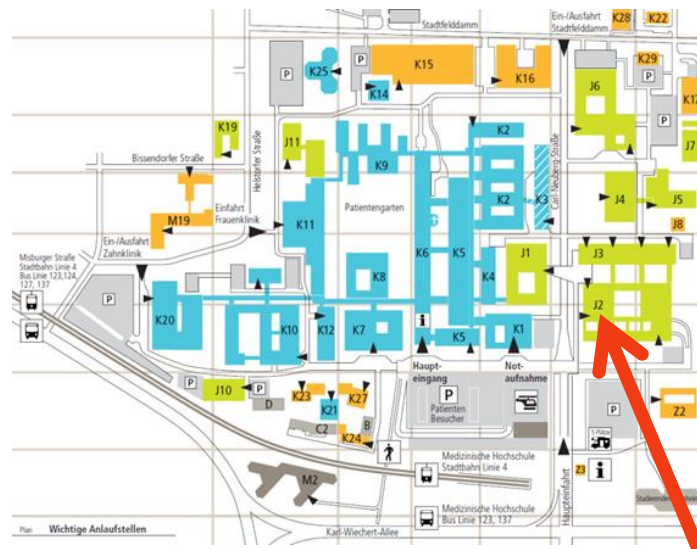 Stadtfelddamm
Ein-/Ausfahrt
Stadtfelddamm
K28
K22
P
K25
P
K14
K15
K16
K29
J6
P
K17
K19
J11
Helstorfer Straße
K9
K2
Carl-Neuberg-Straße
J7
Bissendorfer Straße
Patientengarten
K2
K3
J4
J5
M19
Einfahrt
Frauenklinik
K11
K6
K5
J8
Ein-/Ausfahrt
Zahnklinik
J1
J3
Misburger Straße
Stadtbahn Linie 4
Bus Linie 123,124,
127, 137
K8
K4
P
K20
K10
K12
K7
i
K5
K1
J2
Haupt-
eingang
Not-
aufnahme
J10
P
P
D
K23
K27
K21
P
Patienten
Besucher
P
Z2
C2
B
K24
5-Plätze
Medizinische Hochschule
Stadtbahn Linie 4
Z3
i
M2
Haupteinfahrt
Medizinische Hochschule
Bus Linie 123, 137
Plan
Wichtige Anlaufstellen
Karl-Wiechert-Allee